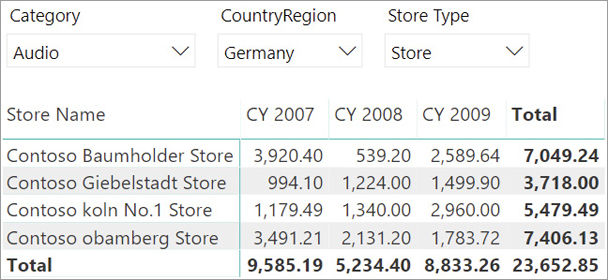 Category CountryRegion Store Type
Audio Germany Store
Store Name CY 2007 CY 2008 CY 2009 Total
Contoso Baumholder Store 3,920.40 539.20 2,589.64 7,049.24
Contoso Giebelstadt Store 994.10 1,224.00 1,499.90 3,718.00
Contoso koln No.1 Store 1,179.49 1,340.00 2,960.00 5,479.49
Contoso obamberg Store 3,491.21 2,131.20 1,783.72 7,406.13
Total 9,585.19 5,234.40 8,833.26 23,652.85